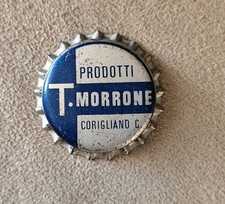 PRODOTTI
T. MORRONE
CORIGLIANO C.